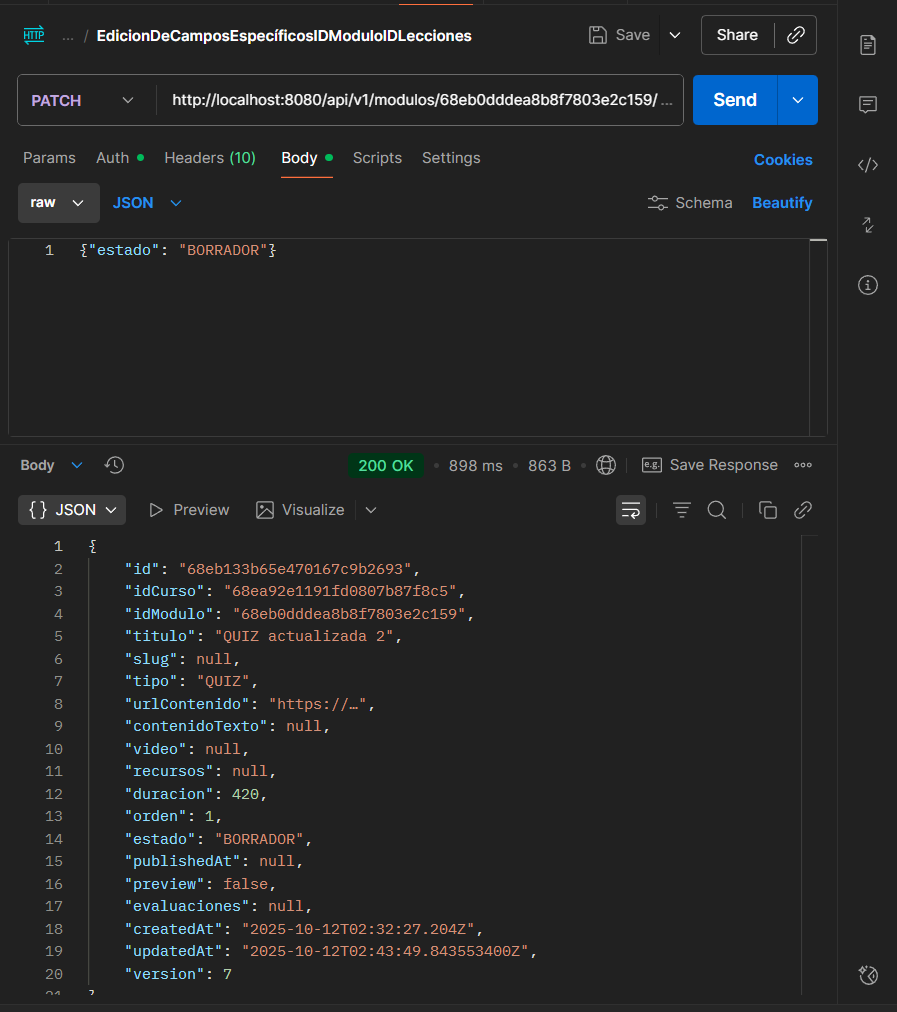 HTTP ... / EdicionDeCamposEspecíficosIDModuloIDLecciones Save Share
PATCH http://localhost:8080/api/v1/modulos/68eb0dddea8b8f7803e2c159/ ... Send
Params Auth Headers (10) Body Scripts Settings Cookies
raw JSON Schema Beautify
1 {"estado": "BORRADOR"}
Body 200 OK 898 ms 863 B e.g. Save Response
{} JSON Preview Visualize
1 {
2 "id": "68eb133b65e470167c9b2693",
3 "idCurso": "68ea92e1191fd0807b87f8c5",
4 "idModulo": "68eb0dddea8b8f7803e2c159",
5 "titulo": "QUIZ actualizada 2",
6 "slug": null,
7 "tipo": "QUIZ",
8 "urlContenido": "https://…",
9 "contenidoTexto": null,
10 "video": null,
11 "recursos": null,
12 "duracion": 420,
13 "orden": 1,
14 "estado": "BORRADOR",
15 "publishedAt": null,
16 "preview": false,
17 "evaluaciones": null,
18 "createdAt": "2025-10-12T02:32:27.204Z",
19 "updatedAt": "2025-10-12T02:43:49.843553400Z",
20 "version": 7
21 }